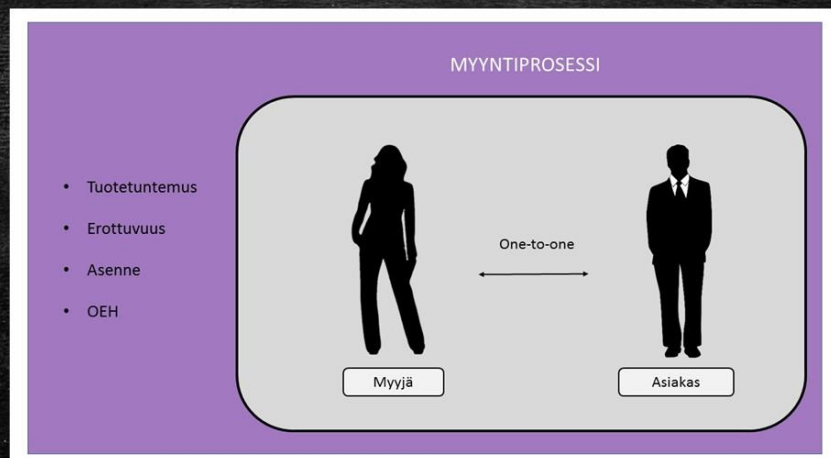 MYYNTIPROSESSI
• Tuotetuntemus
• Erottuvuus
• Asenne
• OEH
One-to-one
Myyjä
Asiakas